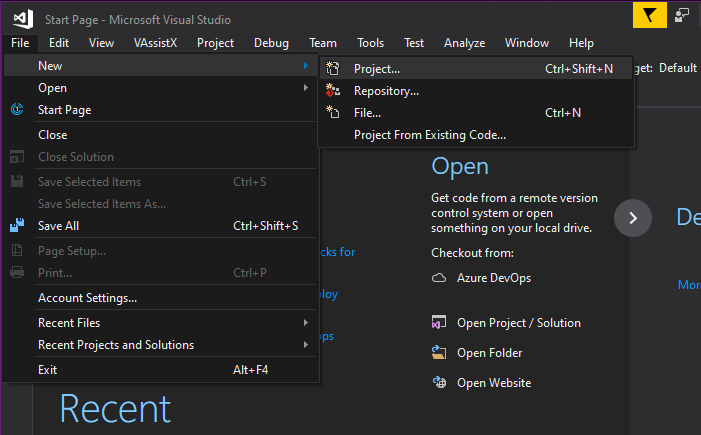 Start Page - Microsoft Visual Studio
File Edit View VAssistX Project Debug Team Tools Test Analyze Window Help
New
Open
Start Page
Close
Close Solution
Save Selected Items Ctrl+S
Save Selected Items As...
Save All Ctrl+Shift+S
Page Setup...
Print... Ctrl+P
Account Settings...
Recent Files
Recent Projects and Solutions
Exit Alt+F4
Project... Ctrl+Shift+N
Repository...
File... Ctrl+N
Project From Existing Code...
get: Default
Open
Get code from a remote version
control system or open
something on your local drive.
Checkout from:
Azure DevOps
Open Project / Solution
Open Folder
Open Website
cks for
loy
ps
De
Mor
Recent